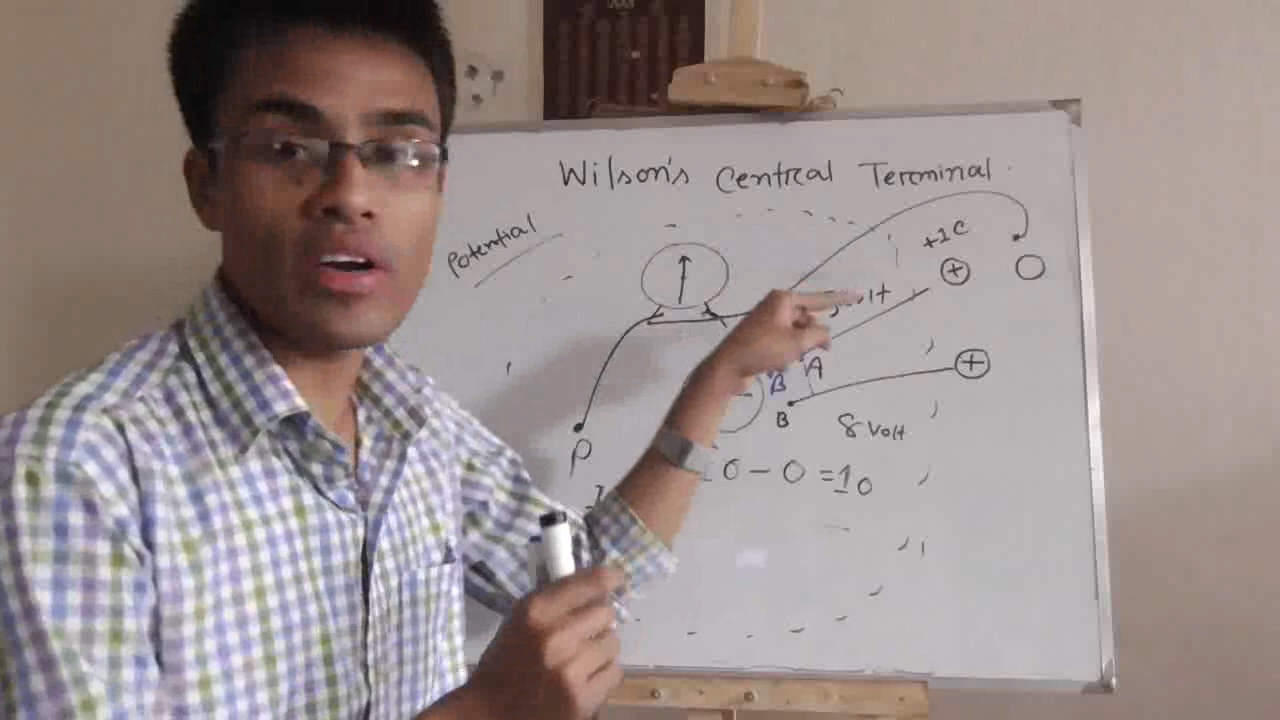 Wilson's Central Terminal.
Potential
+1C
+
+
A
B
B
8 Volt
P
0 - 0 = 10